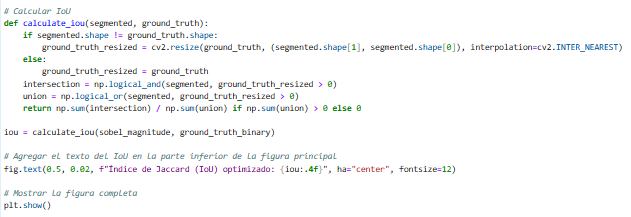 # Calcular IoU
def calculate_iou(segmented, ground_truth):
    if segmented.shape != ground_truth.shape:
        ground_truth_resized = cv2.resize(ground_truth, (segmented.shape[1], segmented.shape[0]), interpolation=cv2.INTER_NEAREST)
    else:
        ground_truth_resized = ground_truth
    intersection = np.logical_and(segmented, ground_truth_resized > 0)
    union = np.logical_or(segmented, ground_truth_resized > 0)
    return np.sum(intersection) / np.sum(union) if np.sum(union) > 0 else 0
iou = calculate_iou(sobel_magnitude, ground_truth_binary)
# Agregar el texto del IoU en la parte inferior de la figura principal
fig.text(0.5, 0.02, f"Índice de Jaccard (IoU) optimizado: {iou:.4f}", ha="center", fontsize=12)
# Mostrar la figura completa
plt.show()